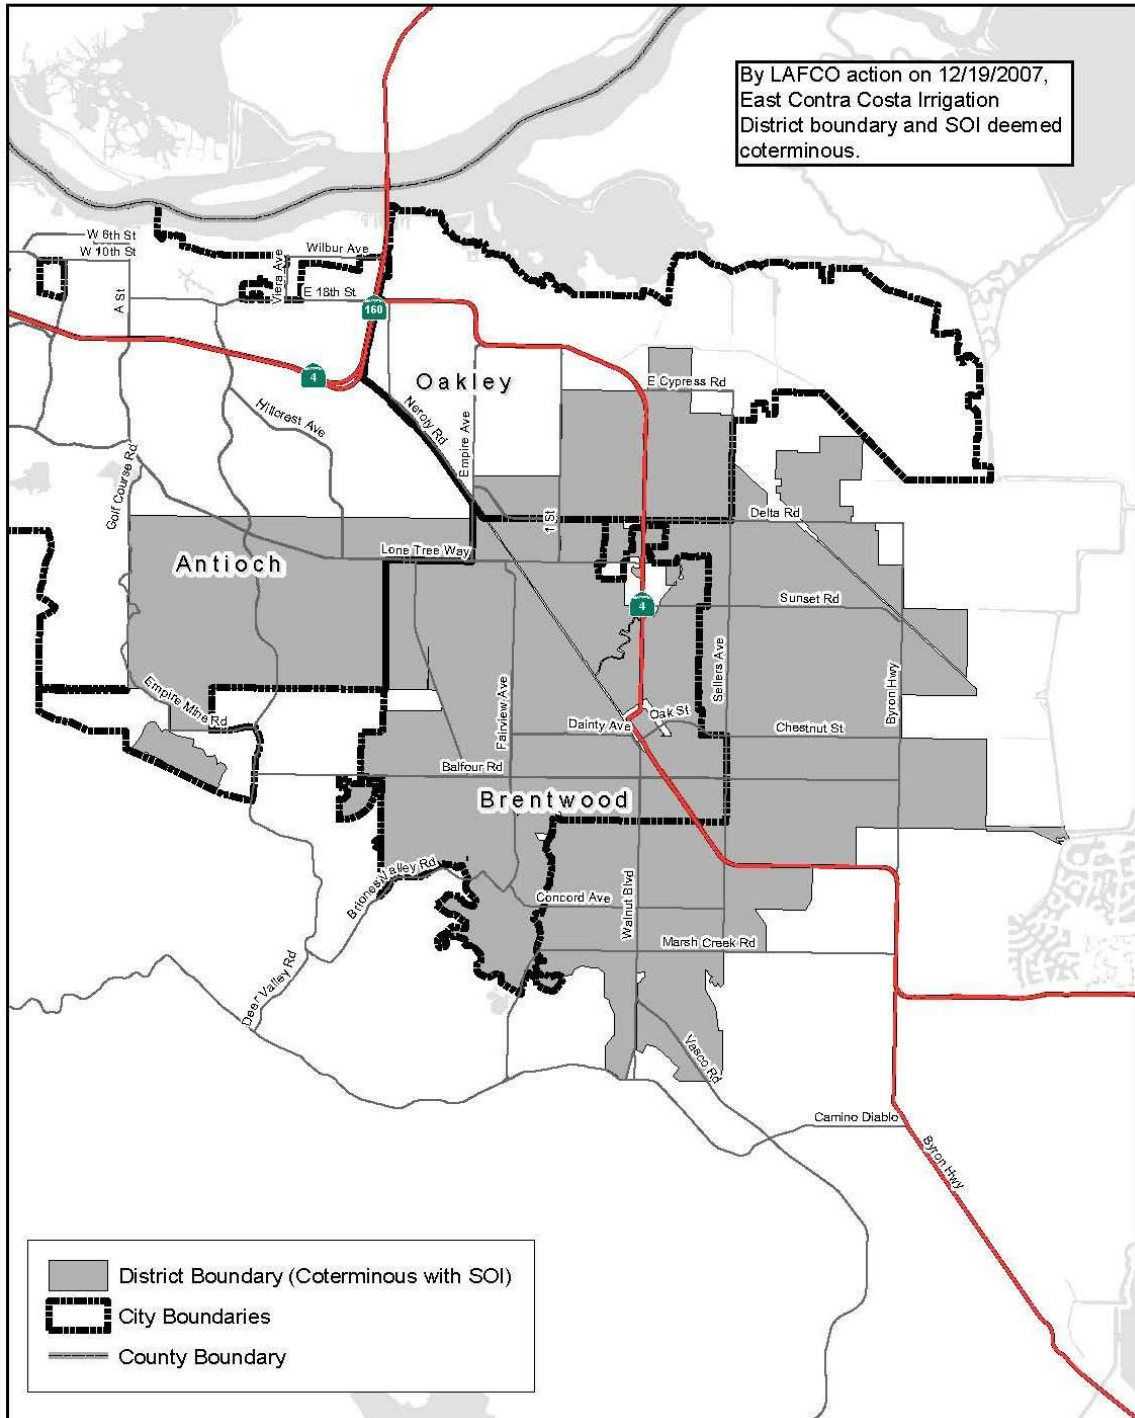 By LAFCO action on 12/19/2007,
East Contra Costa Irrigation
District boundary and SOI deemed
coterminous.
W 6th St
W 10th St
Wilbur Ave
Viera Ave
E 18th St
A St
160
4
Oakley
E Cypress Rd
Hillcrest Ave
Neroly Rd
Empire Ave
Golf Course Rd
Delta Rd
Lone Tree Way
Antioch
4
Sunset Rd
Sellers Ave
Byron Hwy
Empire Mine Rd
Fairview Ave
Oak St
Dainty Ave
Chestnut St
Balfour Rd
Brentwood
Briones Valley Rd
Concord Ave
Walnut Blvd
Marsh Creek Rd
Deer Valley Rd
Vasco Rd
Camino Diablo
Byron Hwy
District Boundary (Coterminous with SOI)
City Boundaries
County Boundary